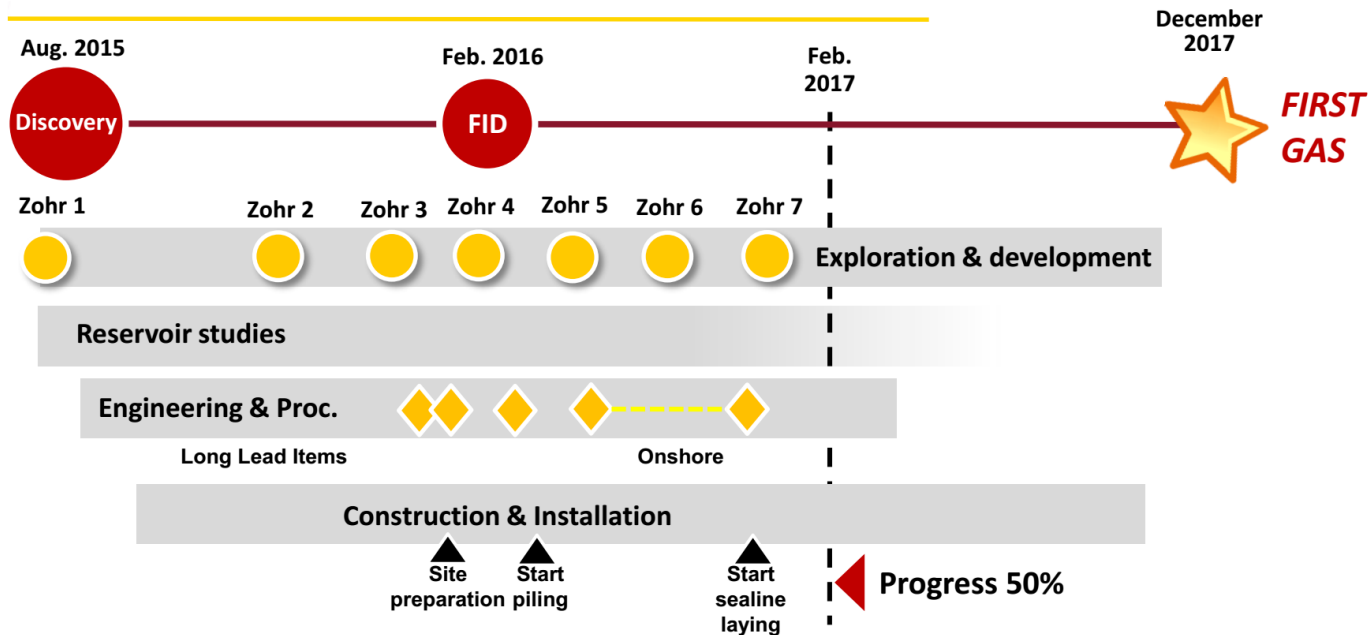 Aug. 2015
Feb. 2016
Feb.
2017
December
2017
Discovery
FID
FIRST
GAS
Zohr 1
Zohr 2
Zohr 3
Zohr 4
Zohr 5
Zohr 6
Zohr 7
Exploration & development
Reservoir studies
Engineering & Proc.
Long Lead Items
Onshore
Construction & Installation
Site
preparation
Start
piling
Start
sealine
laying
Progress 50%